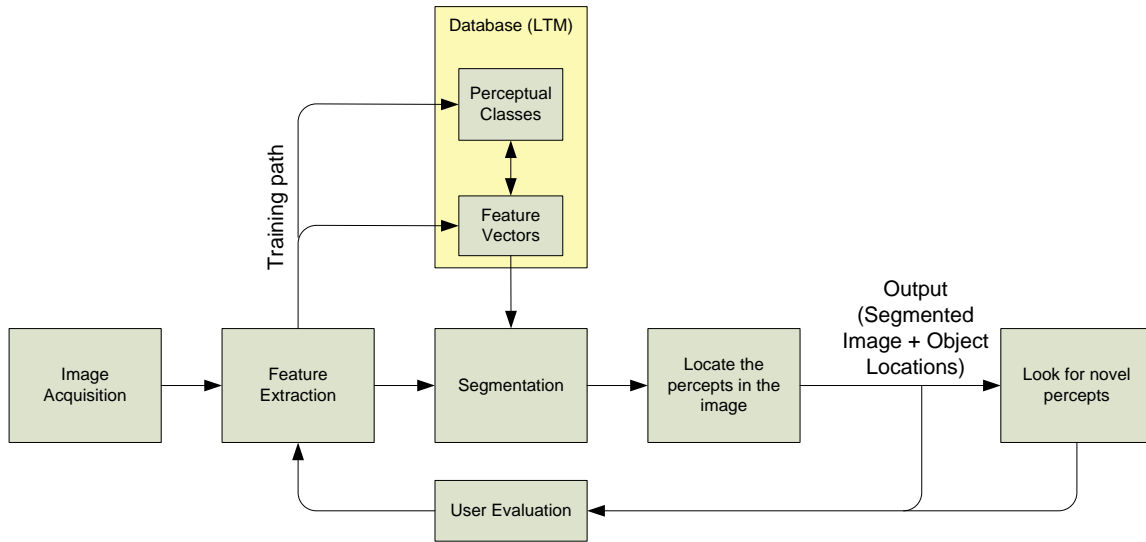 Database (LTM)
Perceptual
Classes
Feature
Vectors
Training path
Image
Acquisition
Feature
Extraction
Segmentation
Locate the
percepts in the
image
Output
(Segmented
Image + Object
Locations)
Look for novel
percepts
User Evaluation